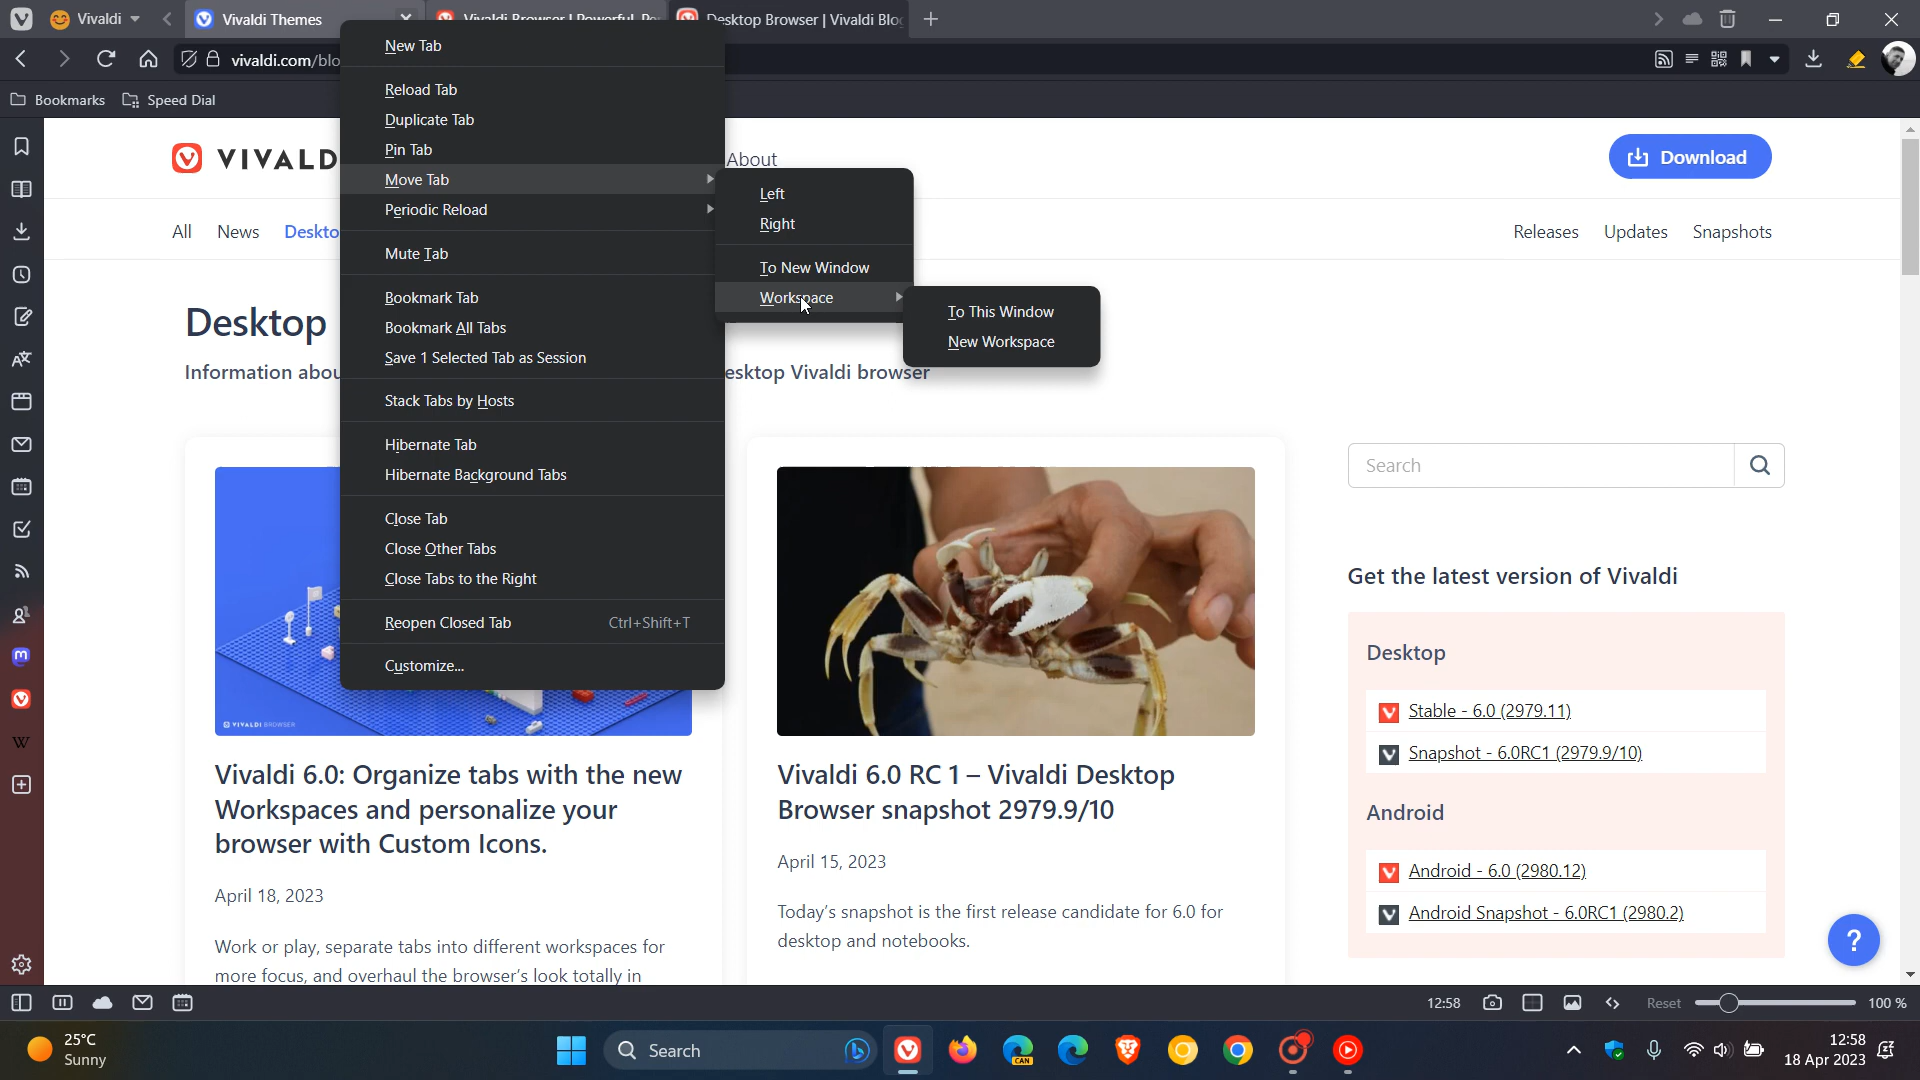 Vivaldi
Vivaldi Themes
Vivaldi Browser | Powerful, Pe
Desktop Browser | Vivaldi Blo
vivaldi.com/blo
Bookmarks
Speed Dial
New Tab
Reload Tab
Duplicate Tab
Pin Tab
Move Tab
Periodic Reload
Mute Tab
Bookmark Tab
Bookmark All Tabs
Save 1 Selected Tab as Session
Stack Tabs by Hosts
Hibernate Tab
Hibernate Background Tabs
Close Tab
Close Other Tabs
Close Tabs to the Right
Reopen Closed Tab Ctrl+Shift+T
Customize...
Left
Right
To New Window
Workspace
To This Window
New Workspace
VIVALD
About
Download
All News Deskto
Releases Updates Snapshots
Desktop
Information abou
esktop Vivaldi browser
VIVALDI BROWSER
Vivaldi 6.0: Organize tabs with the new
Workspaces and personalize your
browser with Custom Icons.
April 18, 2023
Work or play, separate tabs into different workspaces for
more focus, and overhaul the browser's look totally in
Vivaldi 6.0 RC 1 – Vivaldi Desktop
Browser snapshot 2979.9/10
April 15, 2023
Today's snapshot is the first release candidate for 6.0 for
desktop and notebooks.
Search
Get the latest version of Vivaldi
Desktop
Stable - 6.0 (2979.11)
Snapshot - 6.0RC1 (2979.9/10)
Android
Android - 6.0 (2980.12)
Android Snapshot - 6.0RC1 (2980.2)
?
12:58
Reset
100 %
25°C
Sunny
Search
CAN
12:58
18 Apr 2023